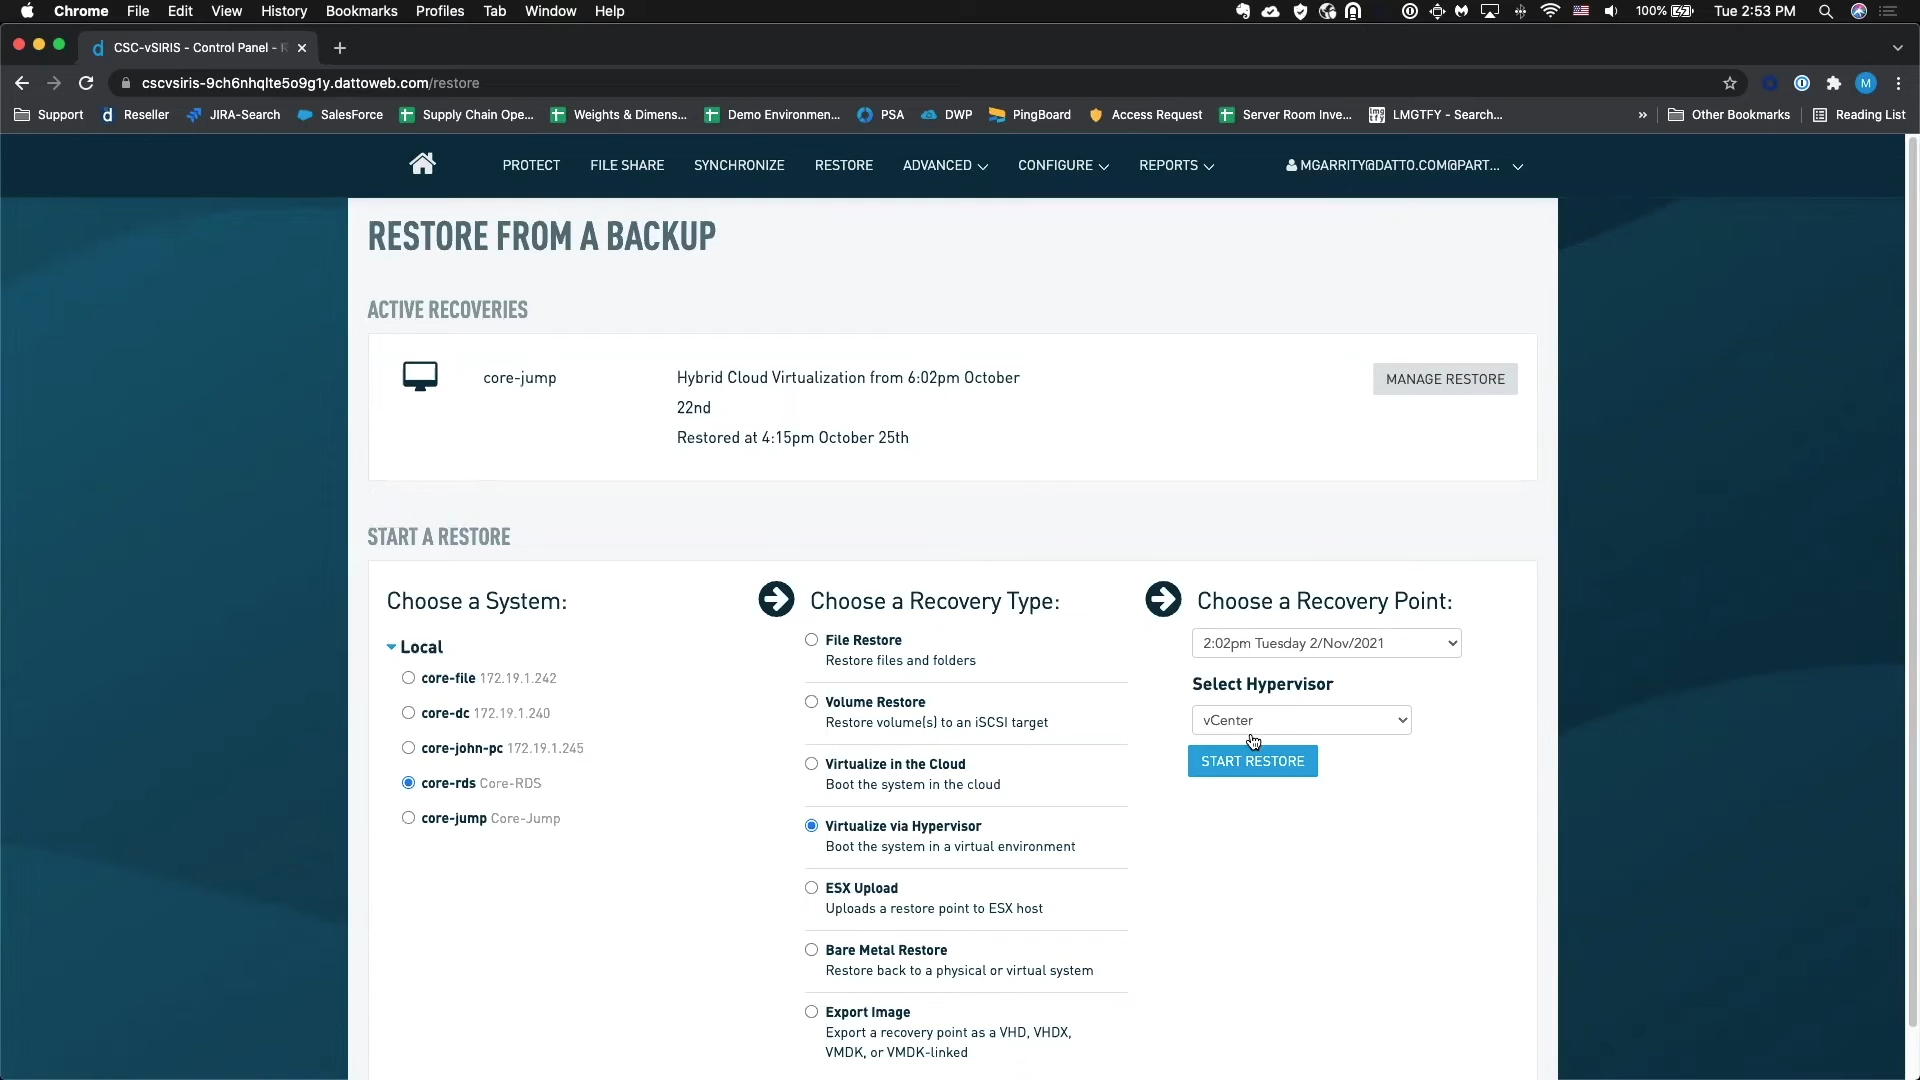 Chrome File Edit View History Bookmarks Profiles Tab Window Help 100% Tue 2:53 PM
CSC-vSIRIS - Control Panel -
cscvsiris-9ch6nhqlte5o9g1y.dattoweb.com/restore M
Support Reseller JIRA-Search SalesForce Supply Chain Ope... Weights & Dimens... Demo Environmen... PSA DWP PingBoard Access Request Server Room Inve... LMGTFY - Search... » Other Bookmarks Reading List
PROTECT FILE SHARE SYNCHRONIZE RESTORE ADVANCED CONFIGURE REPORTS MGARRITY@DATTO.COM@PART...
RESTORE FROM A BACKUP
ACTIVE RECOVERIES
core-jump
Hybrid Cloud Virtualization from 6:02pm October
22nd
Restored at 4:15pm October 25th
MANAGE RESTORE
START A RESTORE
Choose a System:
Local
core-file 172.19.1.242
core-dc 172.19.1.240
core-john-pc 172.19.1.245
core-rds Core-RDS
core-jump Core-Jump
Choose a Recovery Type:
File Restore
Restore files and folders
Volume Restore
Restore volume(s) to an iSCSI target
Virtualize in the Cloud
Boot the system in the cloud
Virtualize via Hypervisor
Boot the system in a virtual environment
ESX Upload
Uploads a restore point to ESX host
Bare Metal Restore
Restore back to a physical or virtual system
Export Image
Export a recovery point as a VHD, VHDX,
VMDK, or VMDK-linked
Choose a Recovery Point:
2:02pm Tuesday 2/Nov/2021
Select Hypervisor
vCenter
START RESTORE